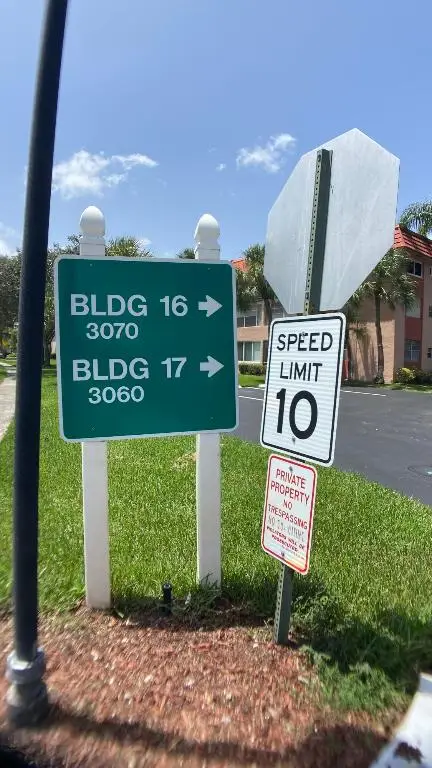 BLDG 16 →
3070
BLDG 17 →
3060
SPEED
LIMIT
10
PRIVATE
PROPERTY
NO
TRESPASSING